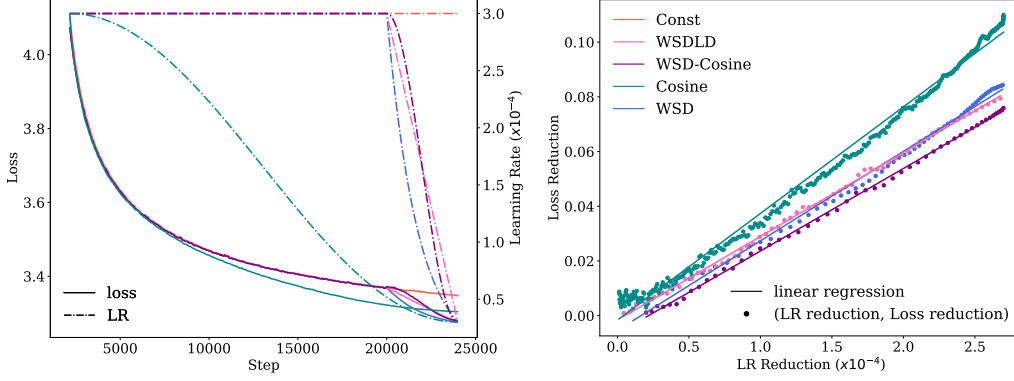 4.0
3.8
3.6
3.4
Loss
5000
10000
15000
20000
25000
Step
3.0
2.5
2.0
1.5
1.0
0.5
Learning Rate (x10⁻⁴)
loss
LR
0.10
0.08
0.06
0.04
0.02
0.00
Loss Reduction
Const
WSDLD
WSD-Cosine
Cosine
WSD
linear regression
(LR reduction, Loss reduction)
0.0
0.5
1.0
1.5
2.0
2.5
LR Reduction (x10⁻⁴)